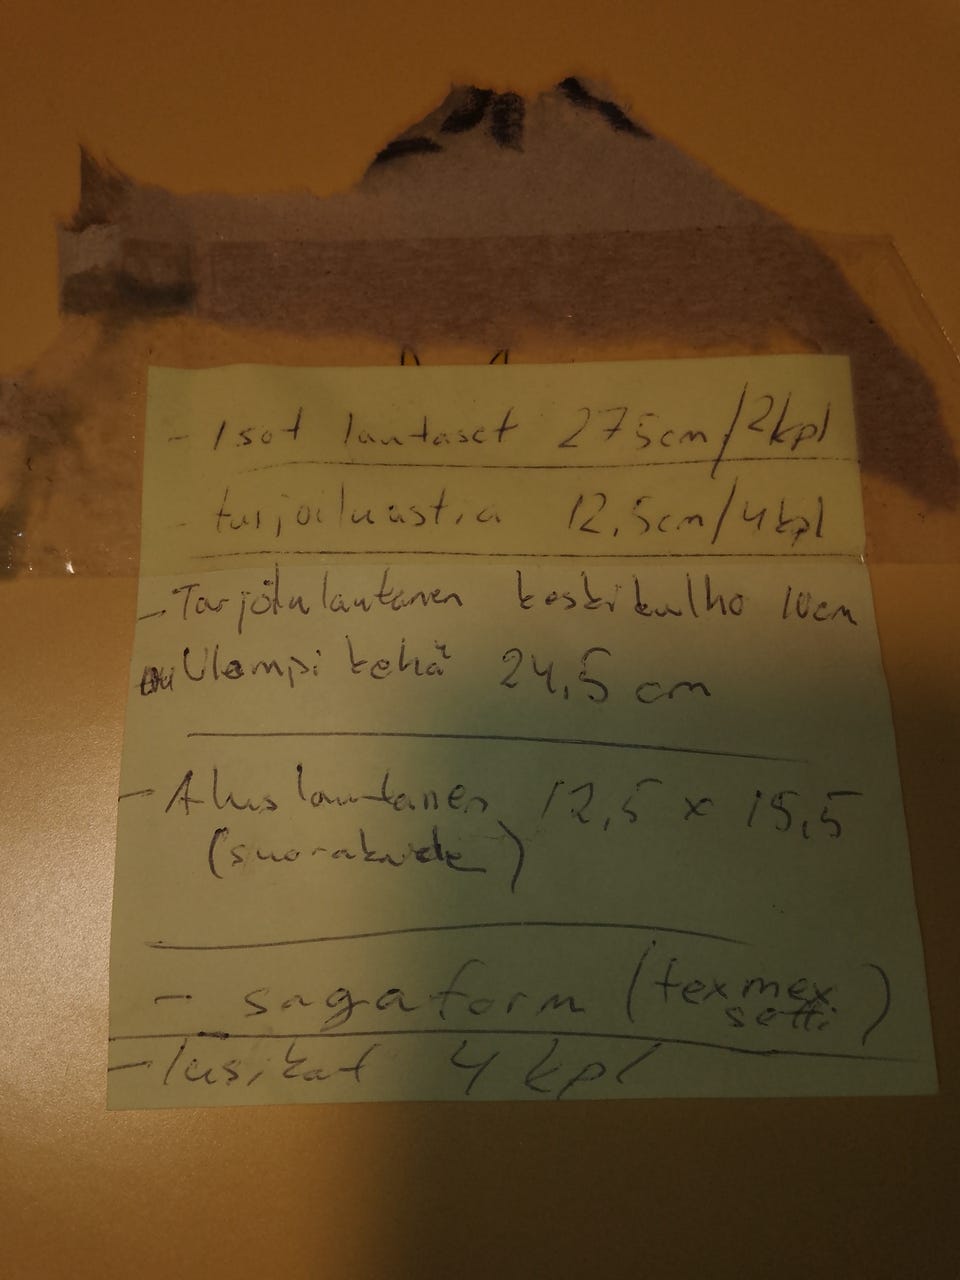 - Isot lautaset 27,5cm/2kpl
- tarjoiluastia 12,5cm/4kpl
- Tarjoilulautanen keskikulho 10cm
Ulompi kehä 24,5 cm
- Aluslautanen 12,5 x 15,5
(suorakaide)
- sagaform (texmex
setti)
- lusikat 4 kpl